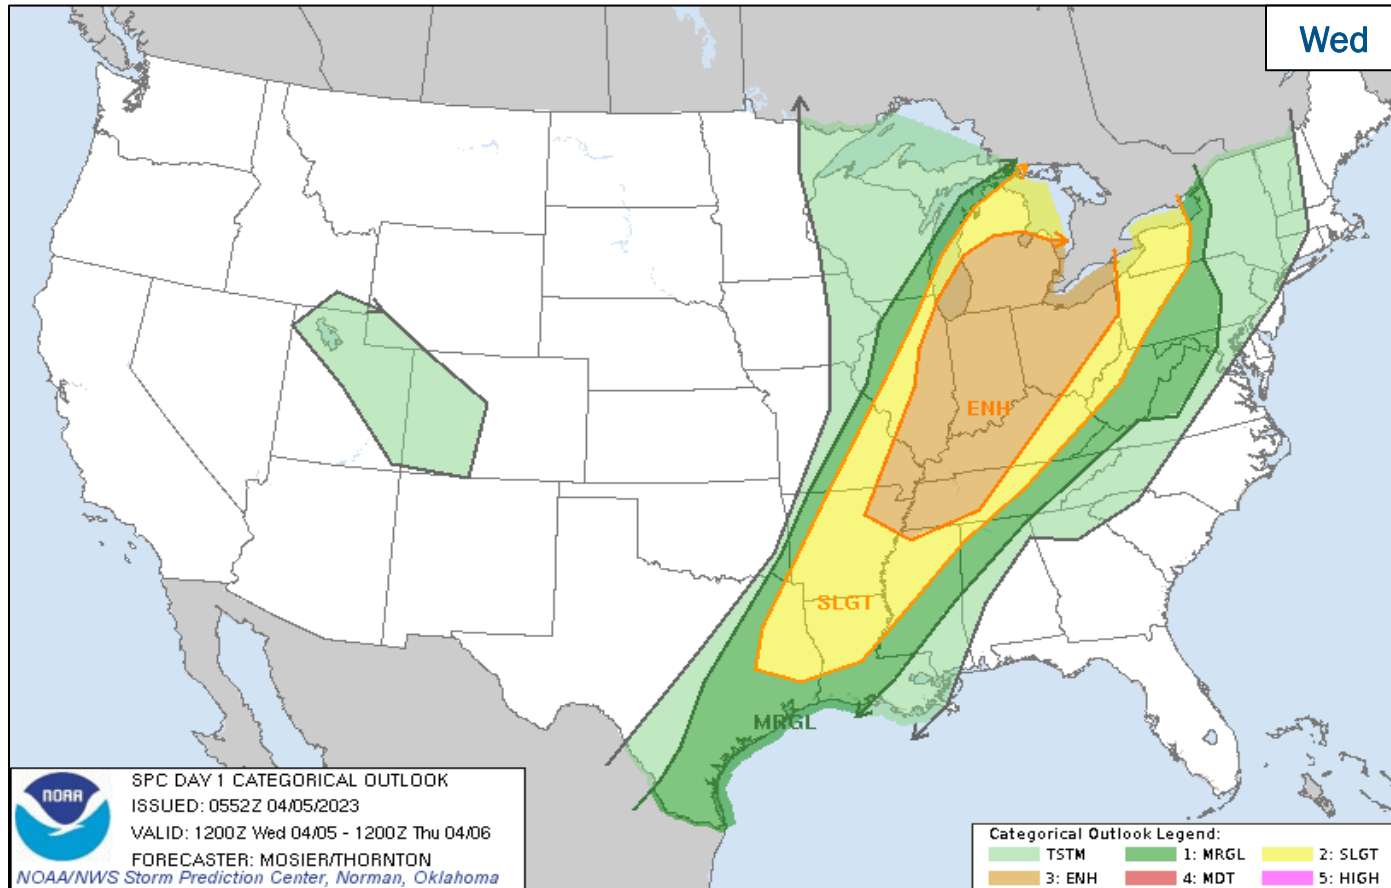 Wed
ENH
SLGT
MRGL
NOAA
SPC DAY 1 CATEGORICAL OUTLOOK
ISSUED: 0552Z 04/05/2023
VALID: 1200Z Wed 04/05 - 1200Z Thu 04/06
FORECASTER: MOSIER/THORNTON
NOAA/NWS Storm Prediction Center, Norman, Oklahoma
Categorical Outlook Legend:
TSTM 1: MRGL 2: SLGT
3: ENH 4: MDT 5: HIGH